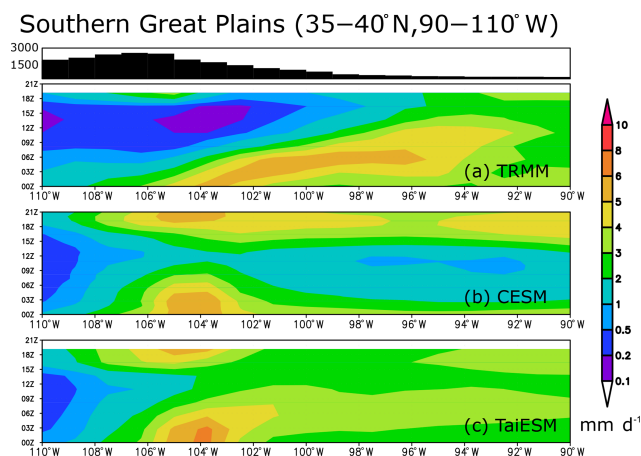 Southern Great Plains (35−40°N,90−110°W)
3000
1500
21Z
18Z
15Z
12Z
09Z
06Z
03Z
00Z
(a) TRMM
110°W 108°W 106°W 104°W 102°W 100°W 98°W 96°W 94°W 92°W 90°W
21Z
18Z
15Z
12Z
09Z
06Z
03Z
00Z
(b) CESM
110°W 108°W 106°W 104°W 102°W 100°W 98°W 96°W 94°W 92°W 90°W
21Z
18Z
15Z
12Z
09Z
06Z
03Z
00Z
(c) TaiESM
110°W 108°W 106°W 104°W 102°W 100°W 98°W 96°W 94°W 92°W 90°W
10
8
6
5
4
3
2
1
0.5
0.2
0.1
mm d⁻¹